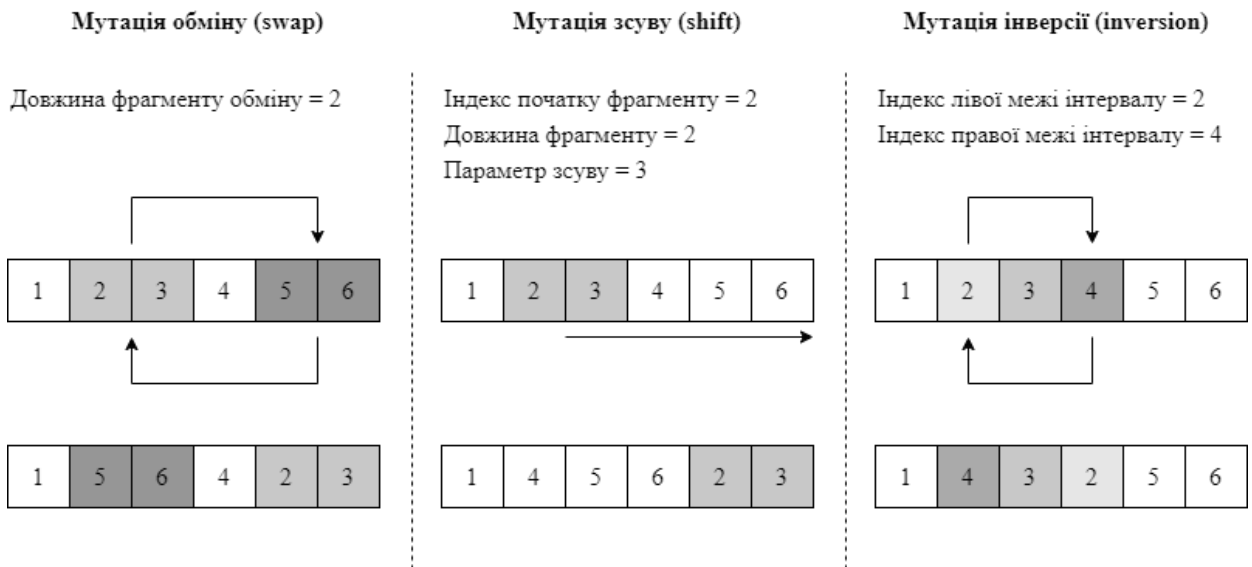 Мутація обміну (swap)
Довжина фрагменту обміну = 2
1 2 3 4 5 6
1 5 6 4 2 3
Мутація зсуву (shift)
Індекс початку фрагменту = 2
Довжина фрагменту = 2
Параметр зсуву = 3
1 2 3 4 5 6
1 4 5 6 2 3
Мутація інверсії (inversion)
Індекс лівої межі інтервалу = 2
Індекс правої межі інтервалу = 4
1 2 3 4 5 6
1 4 3 2 5 6